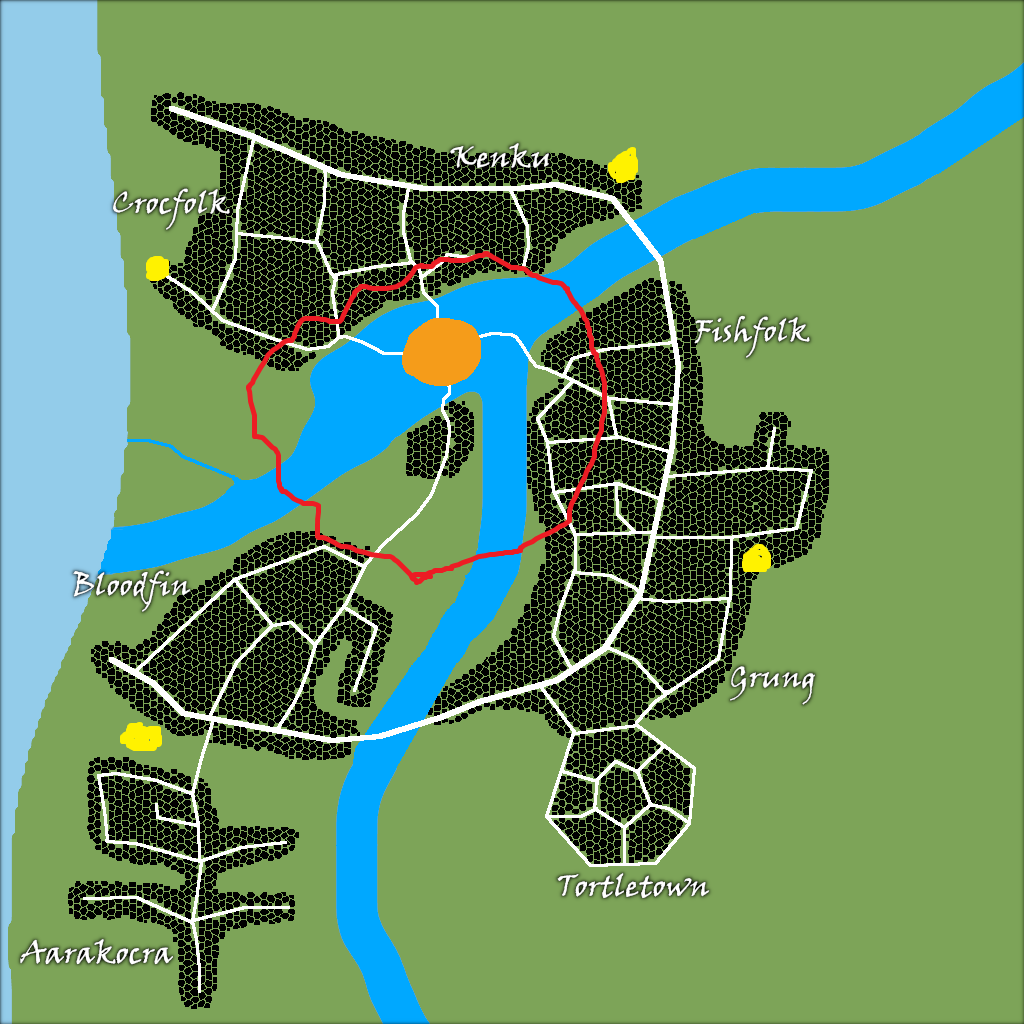 Kenku
Crocfolk
Fishfolk
Bloodfin
Grung
Tortletown
Aarakocra